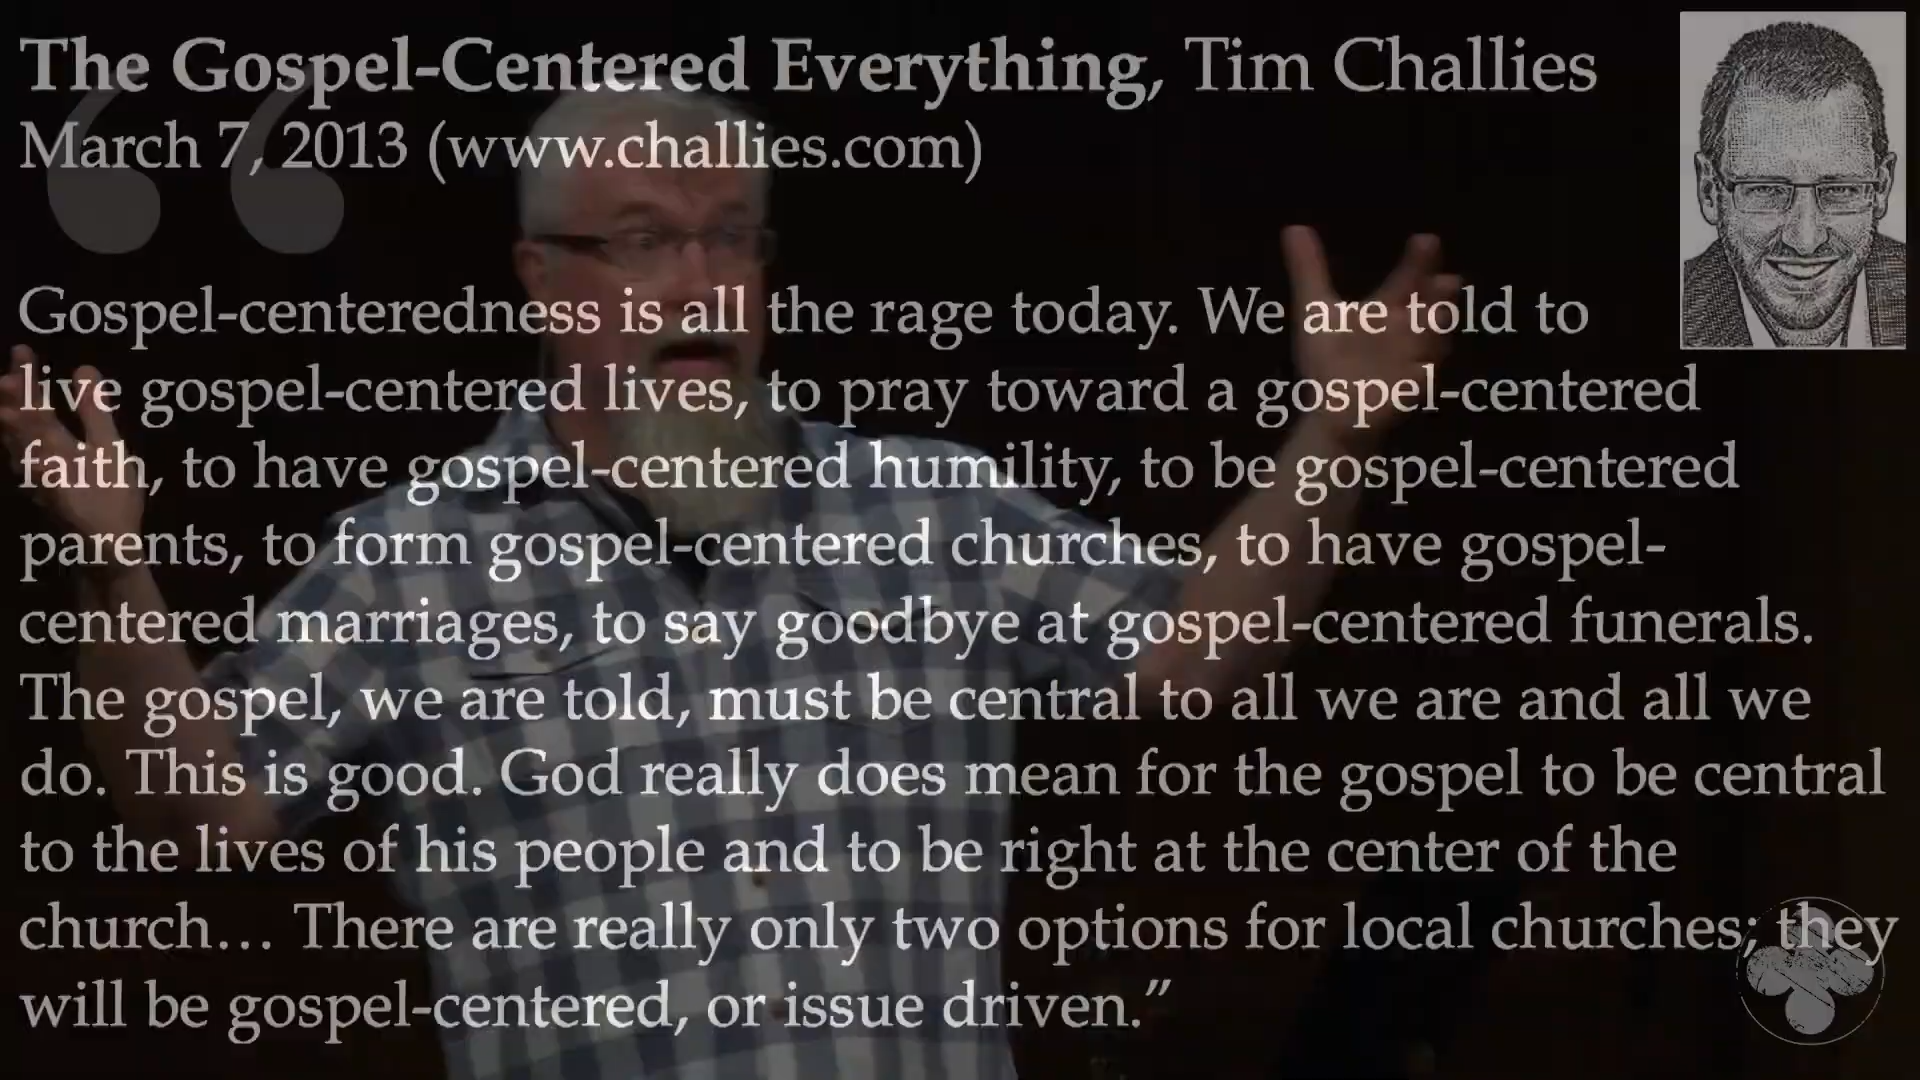 The Gospel-Centered Everything, Tim Challies
March 7, 2013 (www.challies.com)
Gospel-centeredness is all the rage today. We are told to
live gospel-centered lives, to pray toward a gospel-centered
faith, to have gospel-centered humility, to be gospel-centered
parents, to form gospel-centered churches, to have gospel-
centered marriages, to say goodbye at gospel-centered funerals.
The gospel, we are told, must be central to all we are and all we
do. This is good. God really does mean for the gospel to be central
to the lives of his people and to be right at the center of the
church… There are really only two options for local churches; they
will be gospel-centered, or issue driven.”